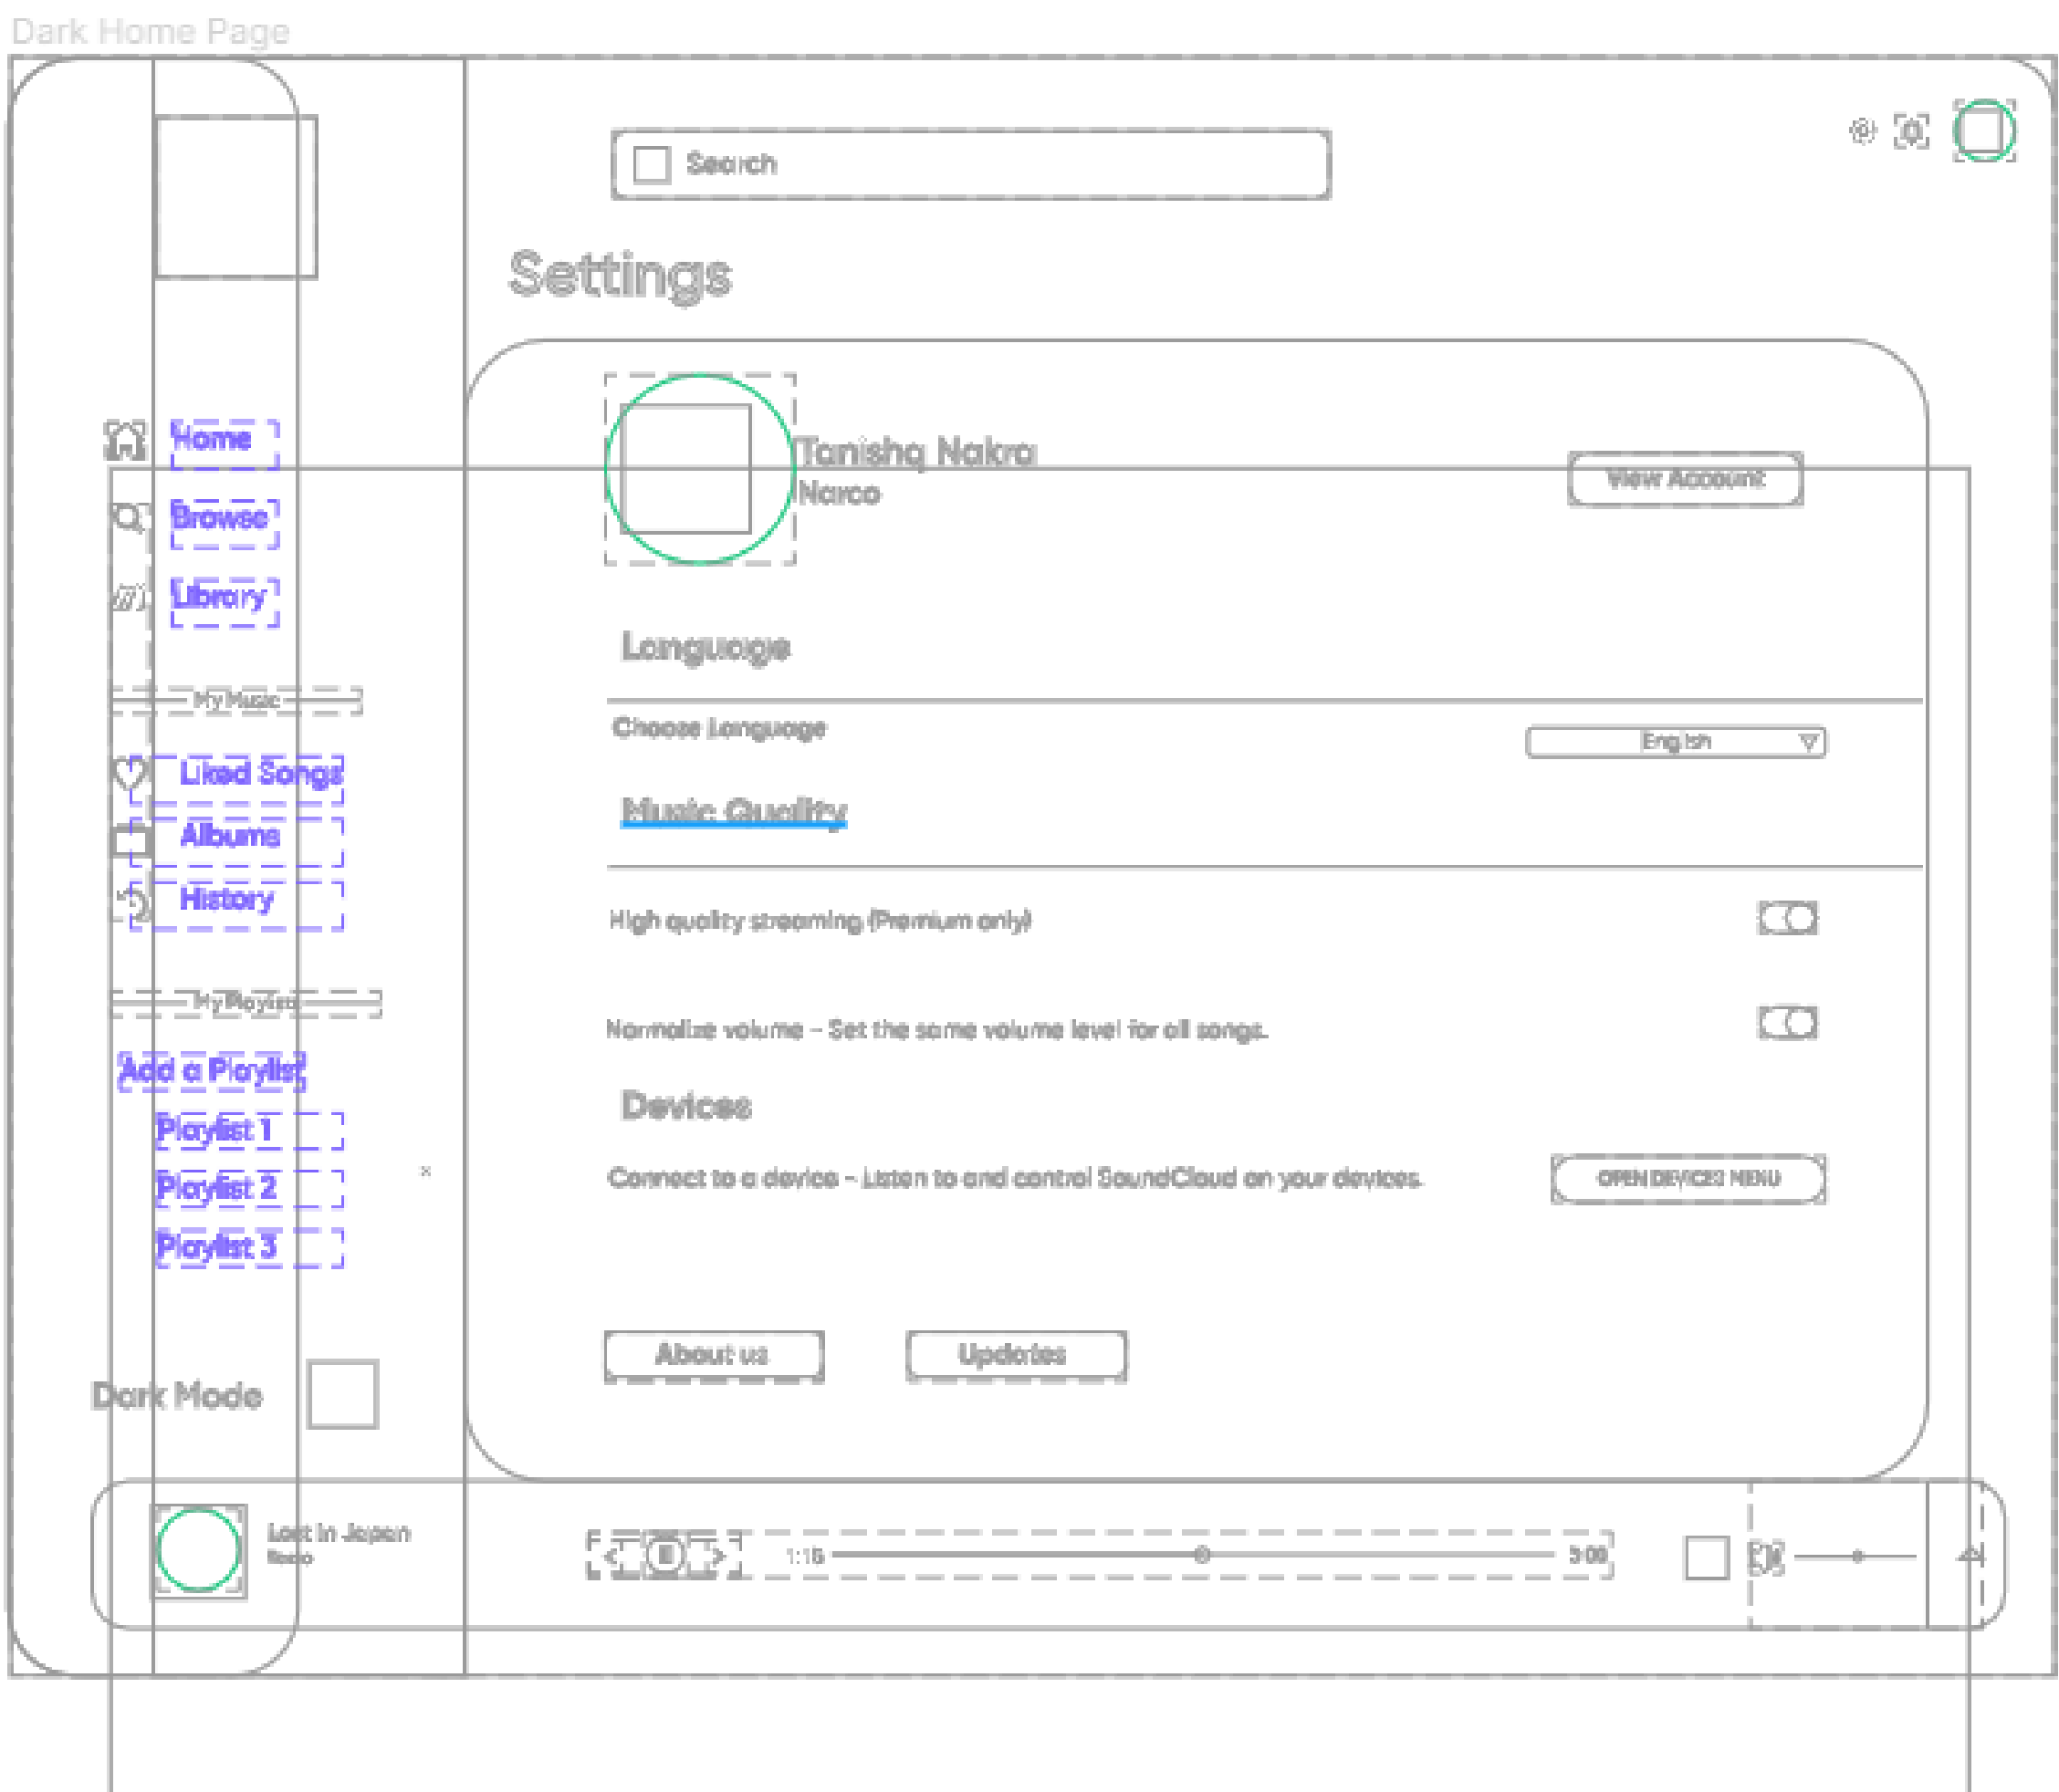 Dark Home Page
Search
Settings
Home
Browse
Library
My Music
Liked Songs
Albums
History
My Playlists
Add a Playlist
Playlist 1
Playlist 2
Playlist 3
Dark Mode
Tanishq Nakra
Narco
View Account
Language
Choose Language
English
Music Quality
High quality streaming (Premium only)
Normalize volume - Set the same volume level for all songs.
Devices
Connect to a device - Listen to and control SoundCloud on your devices.
OPEN DEVICES MENU
About us
Updates
Lost in Japan
1:15